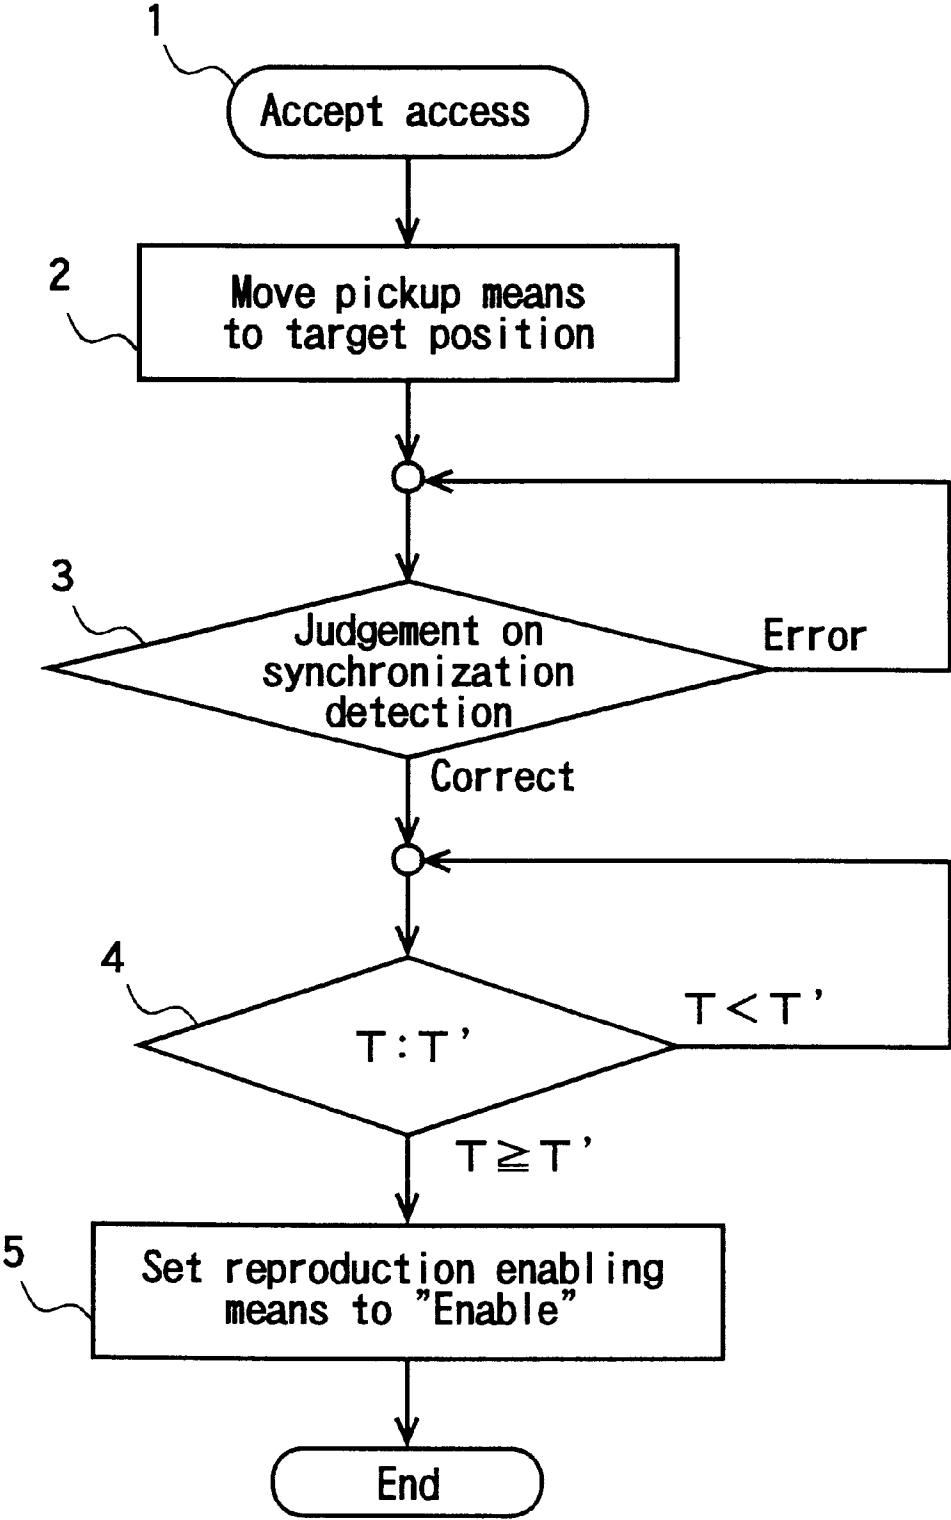 1
Accept access
2
Move pickup means
to target position
3
Judgement on
synchronization
detection
Error
Correct
4
T:T'
T<T'
T≧T'
5
Set reproduction enabling
means to "Enable"
End